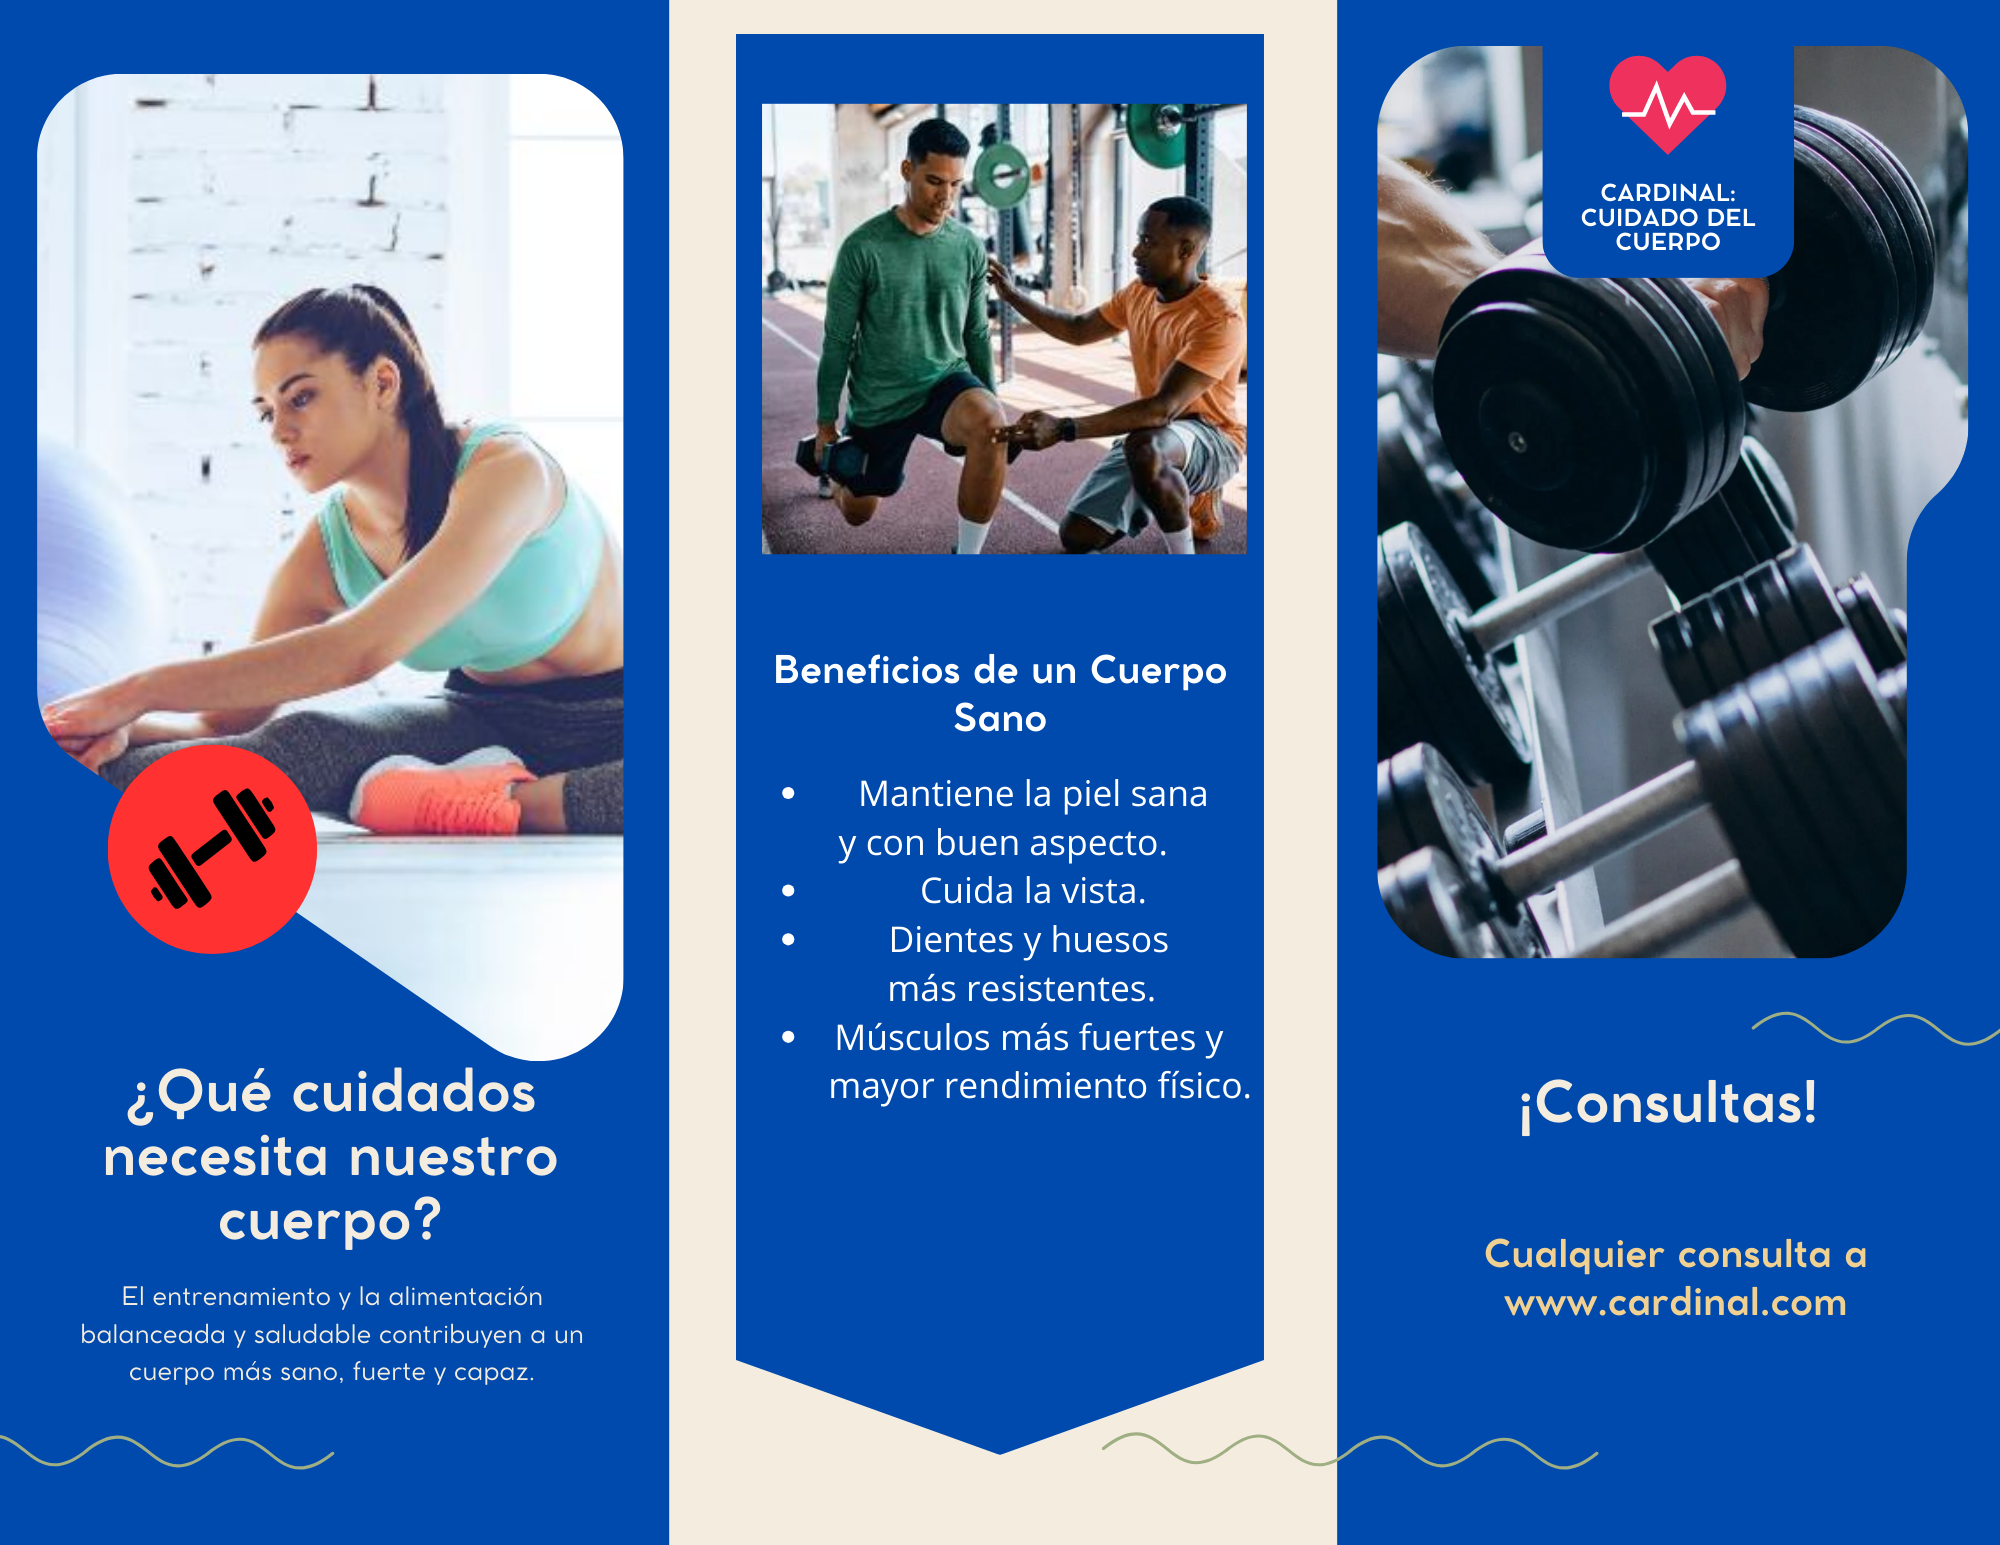 ¿Qué cuidados
necesita nuestro
cuerpo?
El entrenamiento y la alimentación
balanceada y saludable contribuyen a un
cuerpo más sano, fuerte y capaz.
Beneficios de un Cuerpo
Sano
• Mantiene la piel sana
y con buen aspecto.
• Cuida la vista.
• Dientes y huesos
más resistentes.
• Músculos más fuertes y
mayor rendimiento físico.
CARDINAL:
CUIDADO DEL
CUERPO
¡Consultas!
Cualquier consulta a
www.cardinal.com